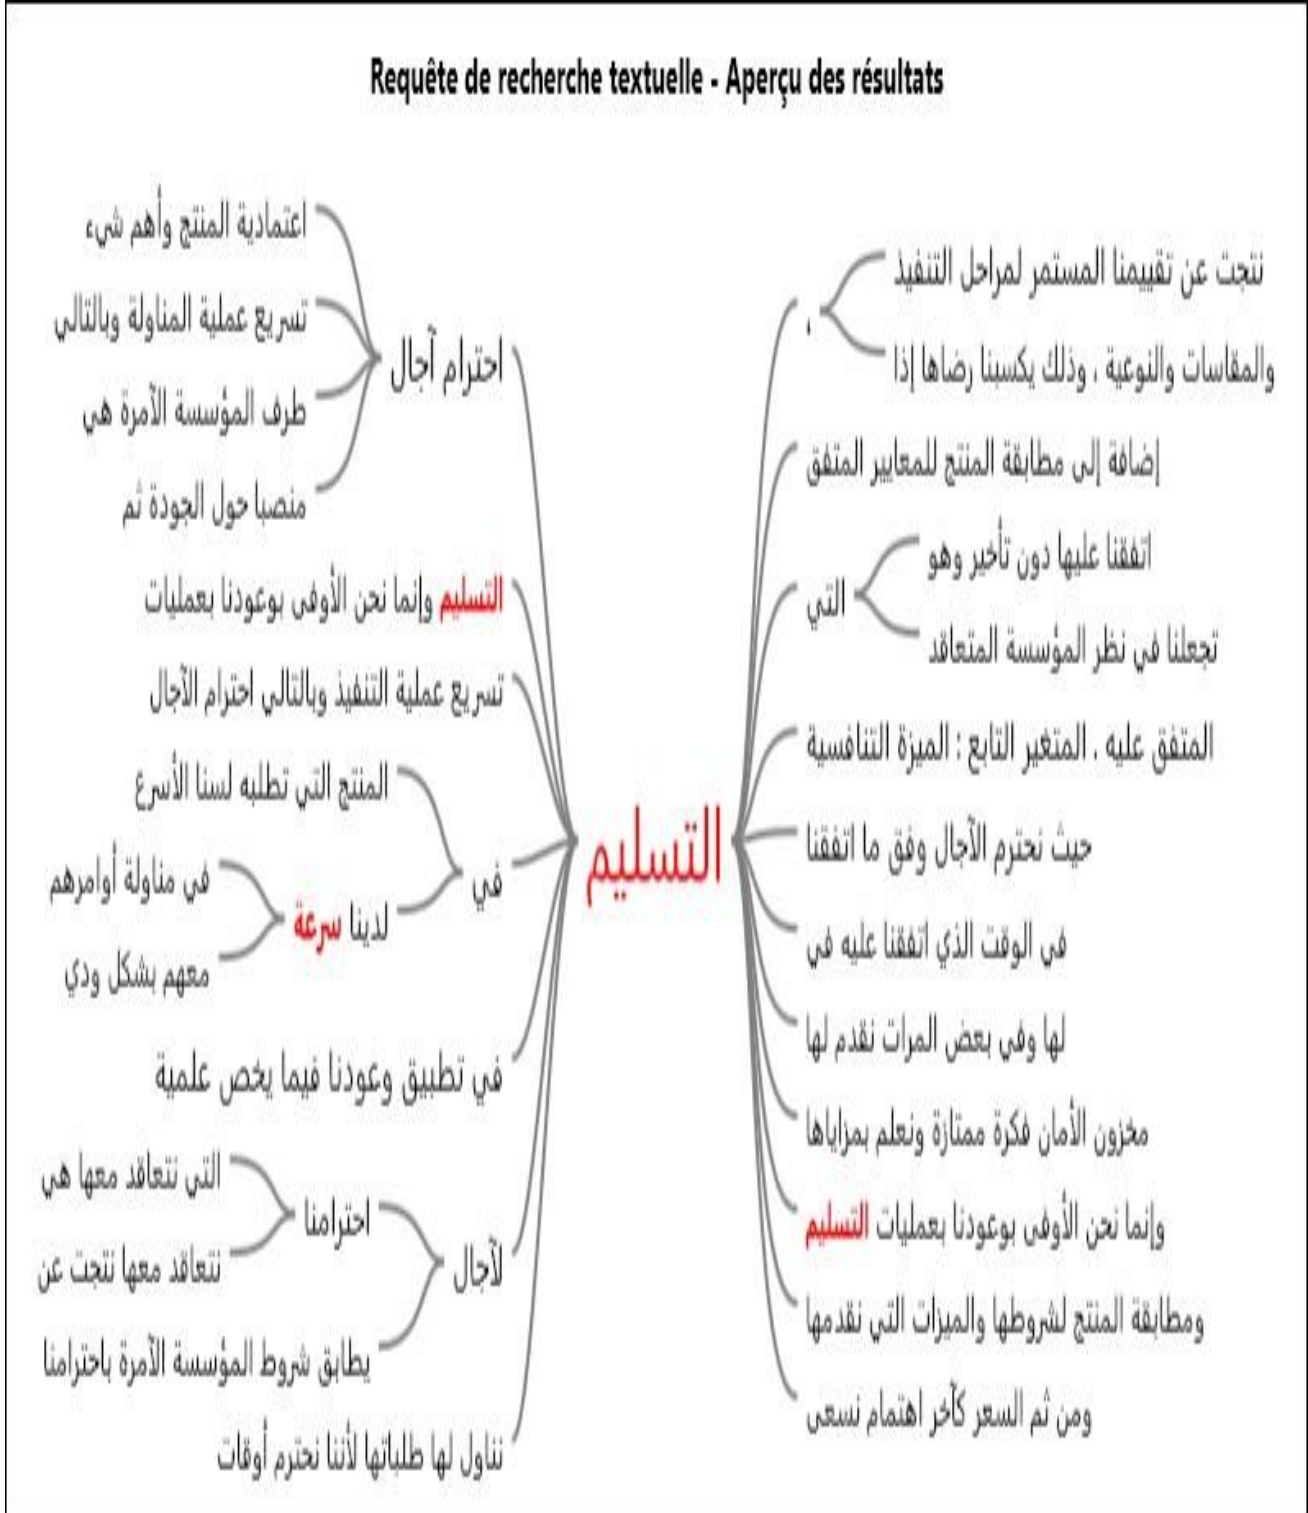 Requête de recherche textuelle - Aperçu des résultats
اعتمادية المنتج وأهم شيء
تسريع عملية المناولة وبالتالي
طرف المؤسسة الآمرة هي
منصبا حول الجودة ثم
احترام آجال
التسليم وإنما نحن الأوفى بوعودنا بعمليات
تسريع عملية التنفيذ وبالتالي احترام الآجال
المنتج التي تطلبه لسنا الأسرع
في مناولة أوامرهم
معهم بشكل ودي
لدينا سرعة
في
في تطبيق وعودنا فيما يخص علمية
التي نتعاقد معها هي
نتعاقد معها نتجت عن
احترامنا
يطابق شروط المؤسسة الآمرة باحترامنا
لآجال
نناول لها طلباتها لأننا نحترم أوقات
التسليم
،
نتجت عن تقييمنا المستمر لمراحل التنفيذ
والمقاسات والنوعية . وذلك يكسبنا رضاها إذا
إضافة إلى مطابقة المنتج للمعايير المتفق
التي
اتفقنا عليها دون تأخير وهو
تجعلنا في نظر المؤسسة المتعاقد
المتفق عليه . المتغير التابع : الميزة التنافسية
حيث نحترم الآجال وفق ما اتفقنا
في الوقت الذي اتفقنا عليه في
لها وفي بعض المرات نقدم لها
مخزون الأمان فكرة ممتازة ونعلم بمزاياها
وإنما نحن الأوفى بوعودنا بعمليات التسليم
ومطابقة المنتج لشروطها والميزات التي نقدمها
ومن ثم السعر كآخر اهتمام نسعى